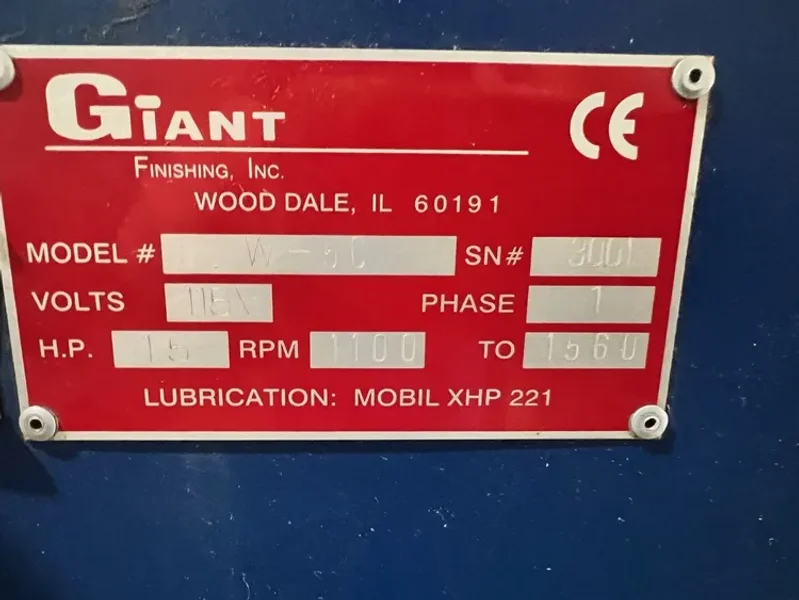 GIANT
FINISHING, INC.
CE
WOOD DALE, IL 60191
MODEL # W-50 SN# 3001
VOLTS 115V PHASE 1
H.P. RPM 1100 TO 1560
LUBRICATION: MOBIL XHP 221